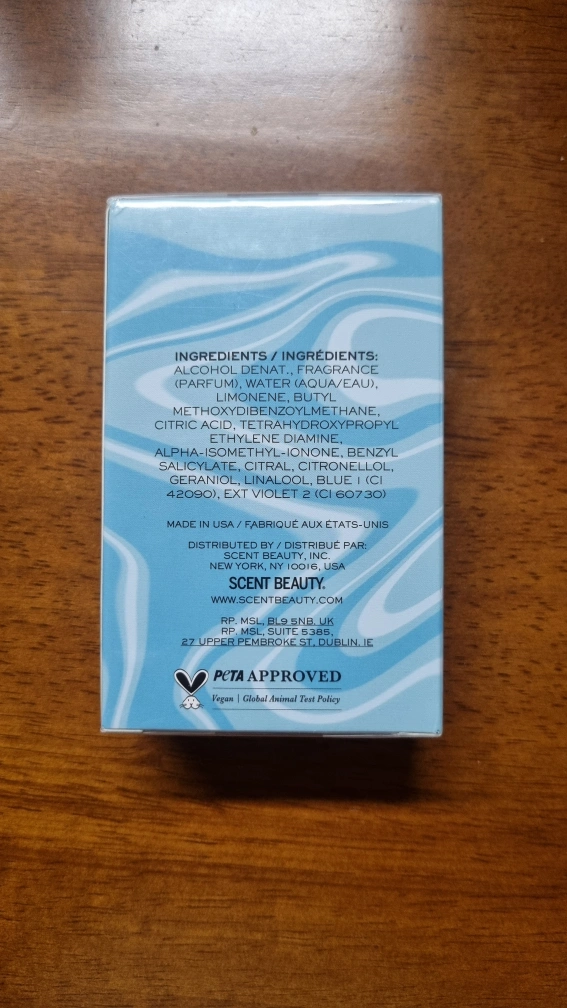 INGREDIENTS / INGRÉDIENTS:
ALCOHOL DENAT., FRAGRANCE
(PARFUM), WATER (AQUA/EAU),
LIMONENE, BUTYL
METHOXYDIBENZOYLMETHANE,
CITRIC ACID, TETRAHYDROXYPROPYL
ETHYLENE DIAMINE,
ALPHA-ISOMETHYL-IONONE, BENZYL
SALICYLATE, CITRAL, CITRONELLOL,
GERANIOL, LINALOOL, BLUE 1 (CI
42090), EXT VIOLET 2 (CI 60730)
MADE IN USA / FABRIQUÉ AUX ÉTATS-UNIS
DISTRIBUTED BY / DISTRIBUÉ PAR:
SCENT BEAUTY, INC.
NEW YORK, NY 10016, USA
SCENT BEAUTY.
WWW.SCENTBEAUTY.COM
RP. MSL, BL9 5NB. UK
RP. MSL, SUITE 5385,
27 UPPER PEMBROKE ST, DUBLIN. IE
PETA APPROVED
Vegan | Global Animal Test Policy